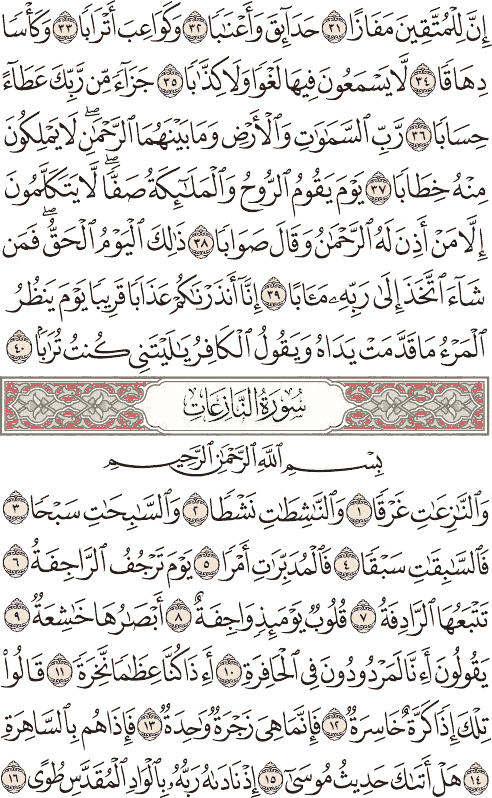 إِنَّ لِلْمُتَّقِينَ مَفَازًا ٣١ حَدَآئِقَ وَأَعْنَٰبًا ٣٢ وَكَوَاعِبَ أَتْرَابًا ٣٣ وَكَأْسًا
دِهَاقًا ٣٤ لَّا يَسْمَعُونَ فِيهَا لَغْوًا وَلَا كِذَّٰبًا ٣٥ جَزَآءً مِّن رَّبِّكَ عَطَآءً
حِسَابًا ٣٦ رَّبِّ ٱلسَّمَٰوَٰتِ وَٱلْأَرْضِ وَمَا بَيْنَهُمَا ٱلرَّحْمَٰنِۖ لَا يَمْلِكُونَ
مِنْهُ خِطَابًا ٣٧ يَوْمَ يَقُومُ ٱلرُّوحُ وَٱلْمَلَٰٓئِكَةُ صَفًّاۖ لَّا يَتَكَلَّمُونَ
إِلَّا مَنْ أَذِنَ لَهُ ٱلرَّحْمَٰنُ وَقَالَ صَوَابًا ٣٨ ذَٰلِكَ ٱلْيَوْمُ ٱلْحَقُّۖ فَمَن
شَآءَ ٱتَّخَذَ إِلَىٰ رَبِّهِۦ مَـَٔابًا ٣٩ إِنَّآ أَنذَرْنَٰكُمْ عَذَابًا قَرِيبًا يَوْمَ يَنظُرُ
ٱلْمَرْءُ مَا قَدَّمَتْ يَدَاهُ وَيَقُولُ ٱلْكَافِرُ يَٰلَيْتَنِي كُنتُ تُرَٰبًۢا ٤٠
سُورَةُ النَّازِعَاتِ
بِسْمِ ٱللَّهِ ٱلرَّحْمَٰنِ ٱلرَّحِيمِ
وَٱلنَّٰزِعَٰتِ غَرْقًا ١ وَٱلنَّٰشِطَٰتِ نَشْطًا ٢ وَٱلسَّٰبِحَٰتِ سَبْحًا ٣
فَٱلسَّٰبِقَٰتِ سَبْقًا ٤ فَٱلْمُدَبِّرَٰتِ أَمْرًا ٥ يَوْمَ تَرْجُفُ ٱلرَّاجِفَةُ ٦
تَتْبَعُهَا ٱلرَّادِفَةُ ٧ قُلُوبٌ يَوْمَئِذٍ وَاجِفَةٌ ٨ أَبْصَٰرُهَا خَٰشِعَةٌ ٩
يَقُولُونَ أَءِنَّا لَمَرْدُودُونَ فِي ٱلْحَافِرَةِ ١٠ أَءِذَا كُنَّا عِظَٰمًا نَّخِرَةً ١١ قَالُوا۟
تِلْكَ إِذًا كَرَّةٌ خَاسِرَةٌ ١٢ فَإِنَّمَا هِيَ زَجْرَةٌ وَٰحِدَةٌ ١٣ فَإِذَا هُم بِٱلسَّاهِرَةِ
١٤ هَلْ أَتَىٰكَ حَدِيثُ مُوسَىٰٓ ١٥ إِذْ نَادَىٰهُ رَبُّهُۥ بِٱلْوَادِ ٱلْمُقَدَّسِ طُوًى ١٦